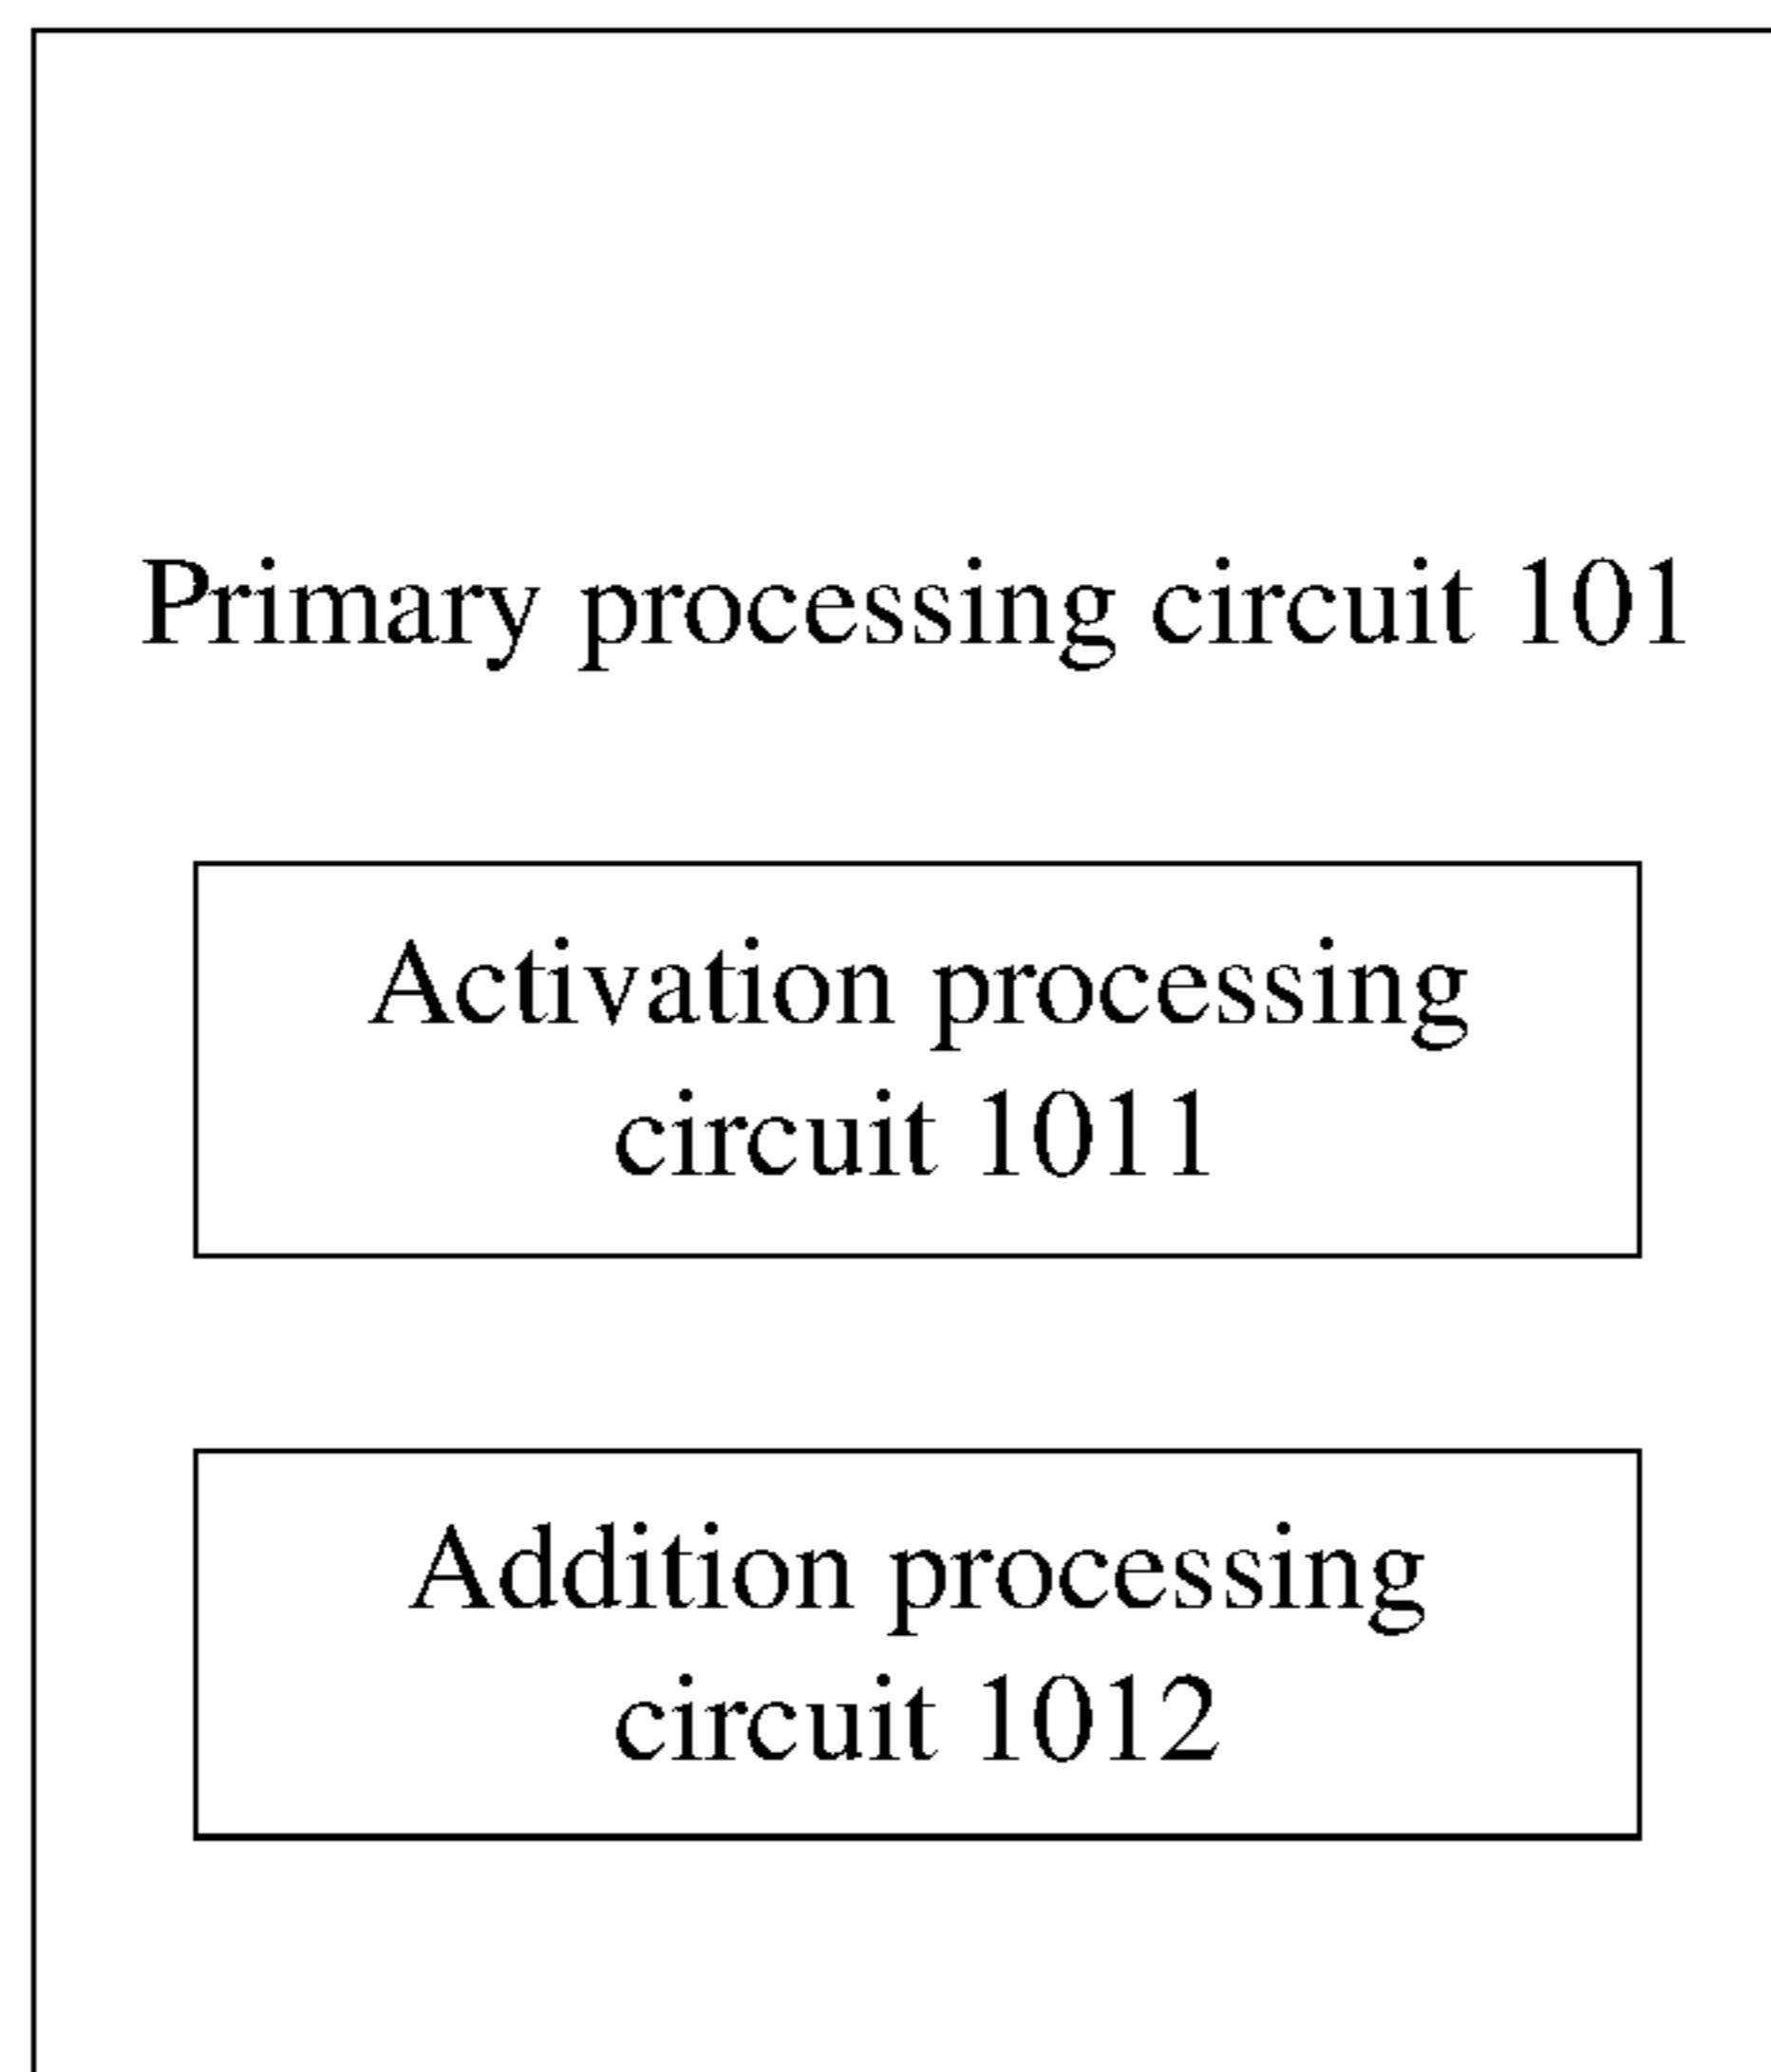 Primary processing circuit 101
Activation processing
circuit 1011
Addition processing
circuit 1012